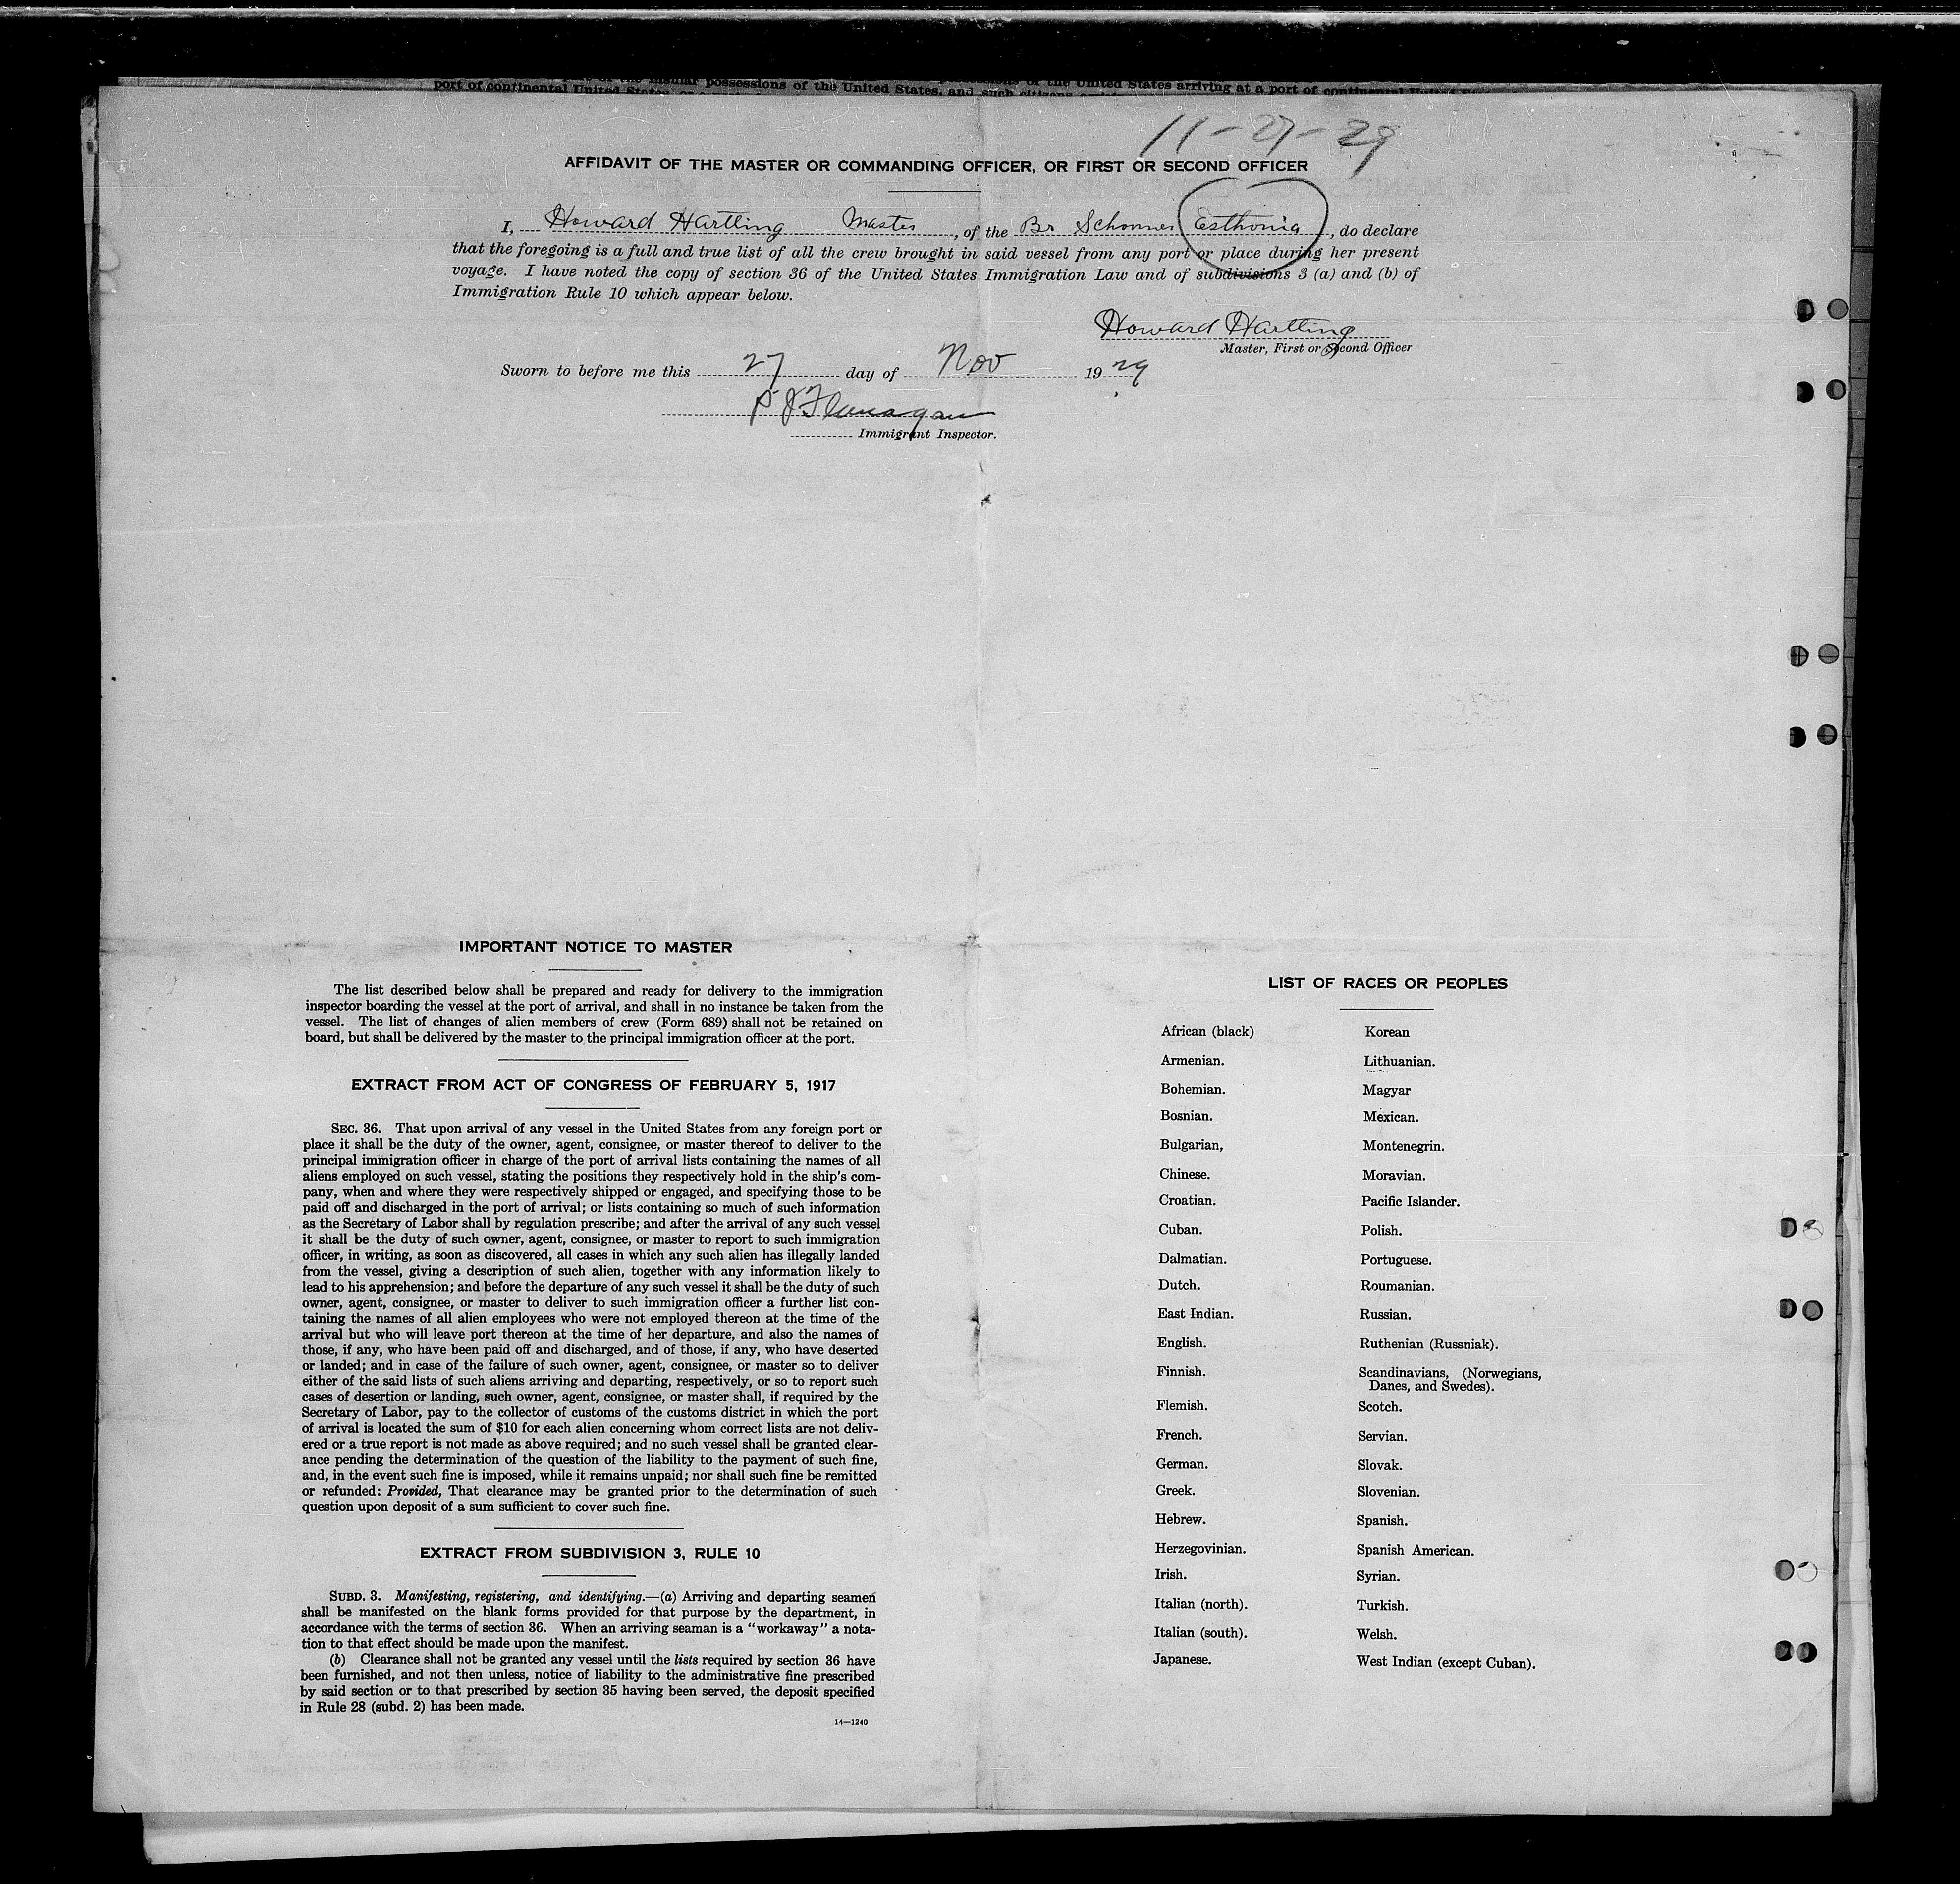 port of continental United States, possessions of the United States, and such citizens United States arriving at a port of continental
11-27-29
AFFIDAVIT OF THE MASTER OR COMMANDING OFFICER, OR FIRST OR SECOND OFFICER
I, Howard Hartling Master, of the Br Schooner Esthonia, do declare
that the foregoing is a full and true list of all the crew brought in said vessel from any port or place during her present
voyage. I have noted the copy of section 36 of the United States Immigration Law and of subdivisions 3 (a) and (b) of
Immigration Rule 10 which appear below.
Howard Hartling
Master, First or Second Officer
Sworn to before me this 27 day of Nov 1929
P J Flanagan
Immigrant Inspector.
IMPORTANT NOTICE TO MASTER
The list described below shall be prepared and ready for delivery to the immigration
inspector boarding the vessel at the port of arrival, and shall in no instance be taken from the
vessel. The list of changes of alien members of crew (Form 689) shall not be retained on
board, but shall be delivered by the master to the principal immigration officer at the port.
EXTRACT FROM ACT OF CONGRESS OF FEBRUARY 5, 1917
SEC. 36. That upon arrival of any vessel in the United States from any foreign port or
place it shall be the duty of the owner, agent, consignee, or master thereof to deliver to the
principal immigration officer in charge of the port of arrival lists containing the names of all
aliens employed on such vessel, stating the positions they respectively hold in the ship's com-
pany, when and where they were respectively shipped or engaged, and specifying those to be
paid off and discharged in the port of arrival; or lists containing so much of such information
as the Secretary of Labor shall by regulation prescribe; and after the arrival of any such vessel
it shall be the duty of such owner, agent, consignee, or master to report to such immigration
officer, in writing, as soon as discovered, all cases in which any such alien has illegally landed
from the vessel, giving a description of such alien, together with any information likely to
lead to his apprehension; and before the departure of any such vessel it shall be the duty of such
owner, agent, consignee, or master to deliver to such immigration officer a further list con-
taining the names of all alien employees who were not employed thereon at the time of the
arrival but who will leave port thereon at the time of her departure, and also the names of
those, if any, who have been paid off and discharged, and of those, if any, who have deserted
or landed; and in case of the failure of such owner, agent, consignee, or master so to deliver
either of the said lists of such aliens arriving and departing, respectively, or so to report such
cases of desertion or landing, such owner, agent, consignee, or master shall, if required by the
Secretary of Labor, pay to the collector of customs of the customs district in which the port
of arrival is located the sum of $10 for each alien concerning whom correct lists are not deliv-
ered or a true report is not made as above required; and no such vessel shall be granted clear-
ance pending the determination of the question of the liability to the payment of such fine,
and, in the event such fine is imposed, while it remains unpaid; nor shall such fine be remitted
or refunded: Provided, That clearance may be granted prior to the determination of such
question upon deposit of a sum sufficient to cover such fine.
EXTRACT FROM SUBDIVISION 3, RULE 10
SUBD. 3. Manifesting, registering, and identifying.—(a) Arriving and departing seamen
shall be manifested on the blank forms provided for that purpose by the department, in
accordance with the terms of section 36. When an arriving seaman is a "workaway" a nota-
tion to that effect should be made upon the manifest.
(b) Clearance shall not be granted any vessel until the lists required by section 36 have
been furnished, and not then unless, notice of liability to the administrative fine prescribed
by said section or to that prescribed by section 35 having been served, the deposit specified
in Rule 28 (subd. 2) has been made.
14—1240
LIST OF RACES OR PEOPLES
African (black)
Armenian.
Bohemian.
Bosnian.
Bulgarian,
Chinese.
Croatian.
Cuban.
Dalmatian.
Dutch.
East Indian.
English.
Finnish.
Flemish.
French.
German.
Greek.
Hebrew.
Herzegovinian.
Irish.
Italian (north).
Italian (south).
Japanese.
Korean
Lithuanian.
Magyar
Mexican.
Montenegrin.
Moravian.
Pacific Islander.
Polish.
Portuguese.
Roumanian.
Russian.
Ruthenian (Russniak).
Scandinavians, (Norwegians,
Danes, and Swedes).
Scotch.
Servian.
Slovak.
Slovenian.
Spanish.
Spanish American.
Syrian.
Turkish.
Welsh.
West Indian (except Cuban).